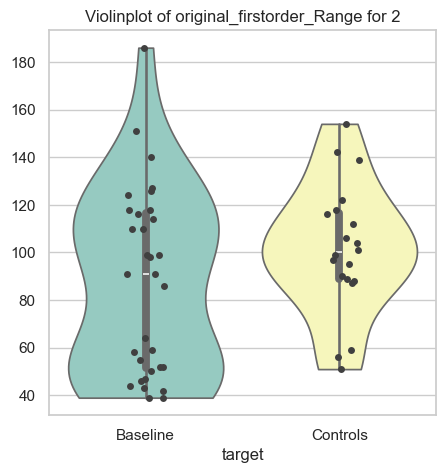 Violinplot of original_firstorder_Range for 2
180
160
140
120
100
80
60
40
Baseline
Controls
target